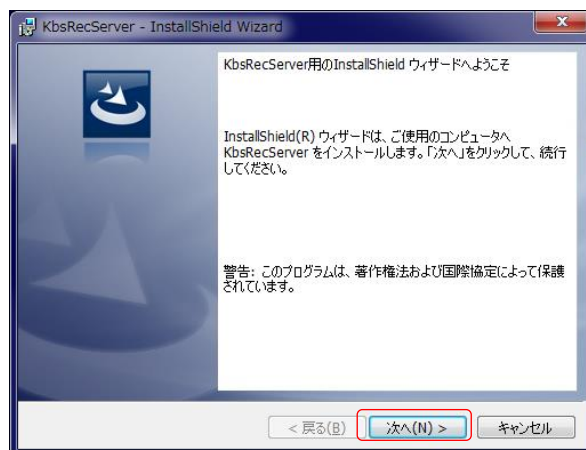 KbsRecServer - InstallShield Wizard
KbsRecServer用のInstallShield ウィザードへようこそ
InstallShield(R) ウィザードは、ご使用のコンピュータへ
KbsRecServer をインストールします。「次へ」をクリックして、続行
してください。
警告: このプログラムは、著作権法および国際協定によって保護
されています。
< 戻る(B)
次へ(N) >
キャンセル